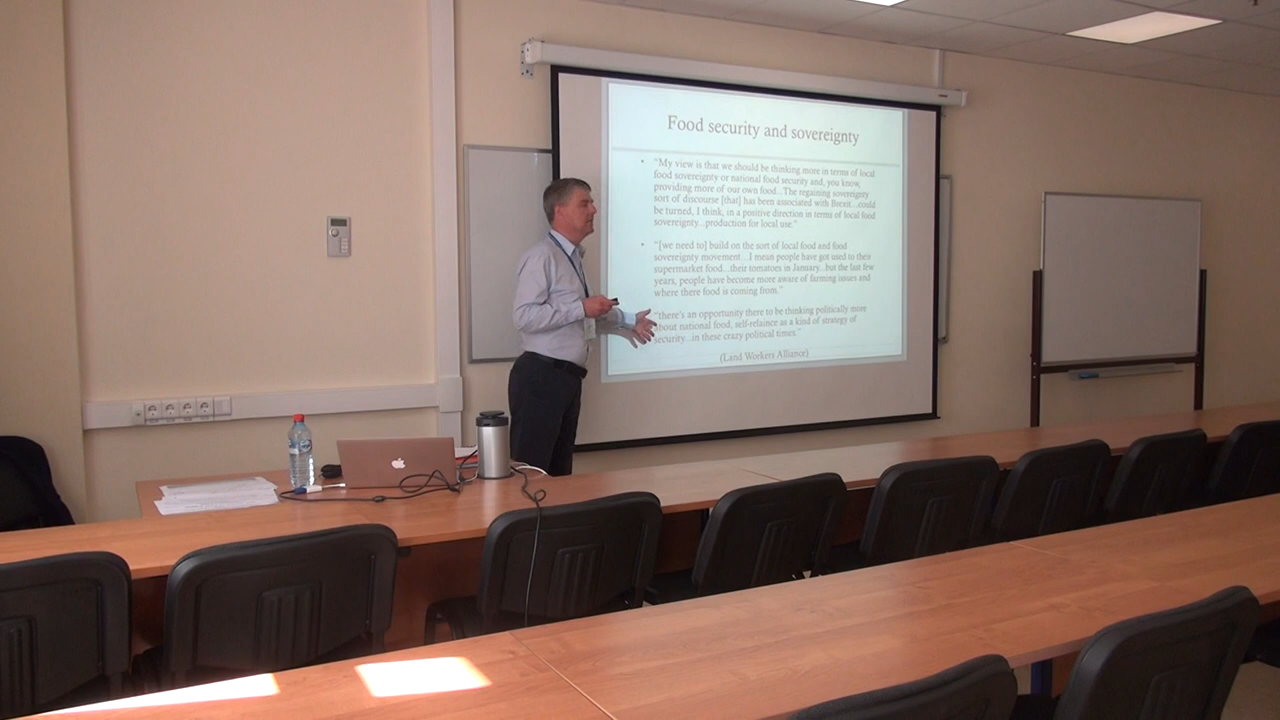 Food security and sovereignty
• "My view is that we should be thinking more in terms of local
food sovereignty or national food security and, you know,
providing more of our own food...The regaining sovereignty
sort of discourse [that] has been associated with Brexit...could
be turned, I think, in a positive direction in terms of local food
sovereignty...production for local use."
• "[we need to] build on the sort of local food and food
sovereignty movement...I mean people have got used to their
supermarket food...their tomatoes in January...but the last few
years, people have become more aware of farming issues and
where there food is coming from."
"there's an opportunity there to be thinking politically more
about national food, self-relaince as a kind of strategy of
security...in these crazy political times."
(Land Workers Alliance)